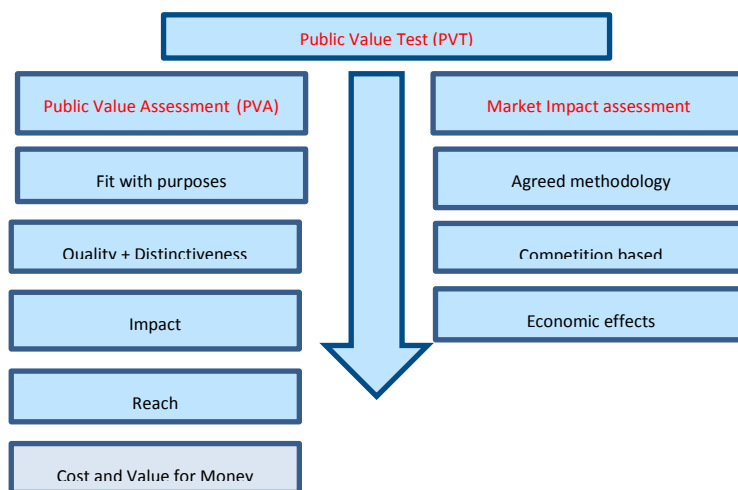 Public Value Test (PVT)
Public Value Assessment (PVA)
Market Impact assessment
Fit with purposes
Agreed methodology
Quality + Distinctiveness
Competition based
Impact
Economic effects
Reach
Cost and Value for Money